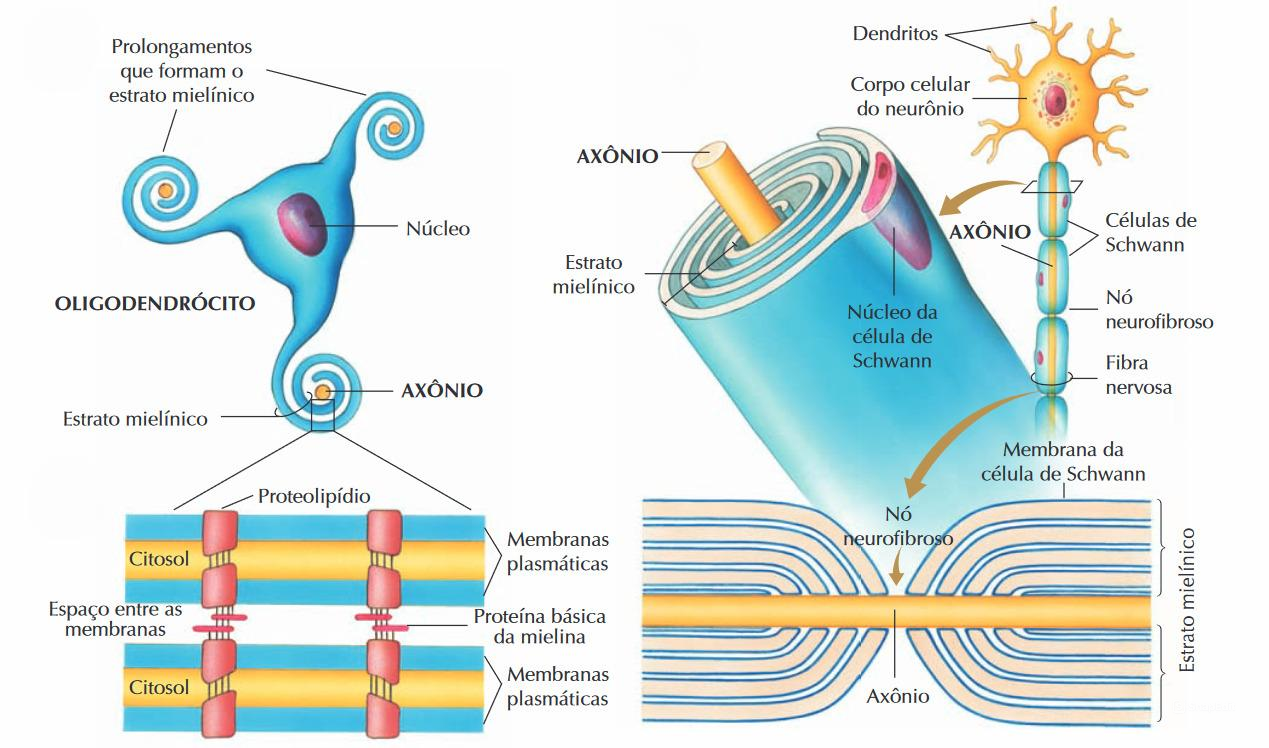 Prolongamentos
que formam o
estrato mielínico
Núcleo
OLIGODENDRÓCITO
AXÔNIO
Estrato mielínico
Proteolipídio
Citosol
Membranas
plasmáticas
Espaço entre as
membranas
Proteína básica
da mielina
Citosol
Membranas
plasmáticas
Dendritos
Corpo celular
do neurônio
AXÔNIO
Estrato
mielínico
Núcleo da
célula de
Schwann
AXÔNIO
Células de
Schwann
Nó
neurofibroso
Fibra
nervosa
Membrana da
célula de Schwann
Nó
neurofibroso
Axônio
Estrato mielínico